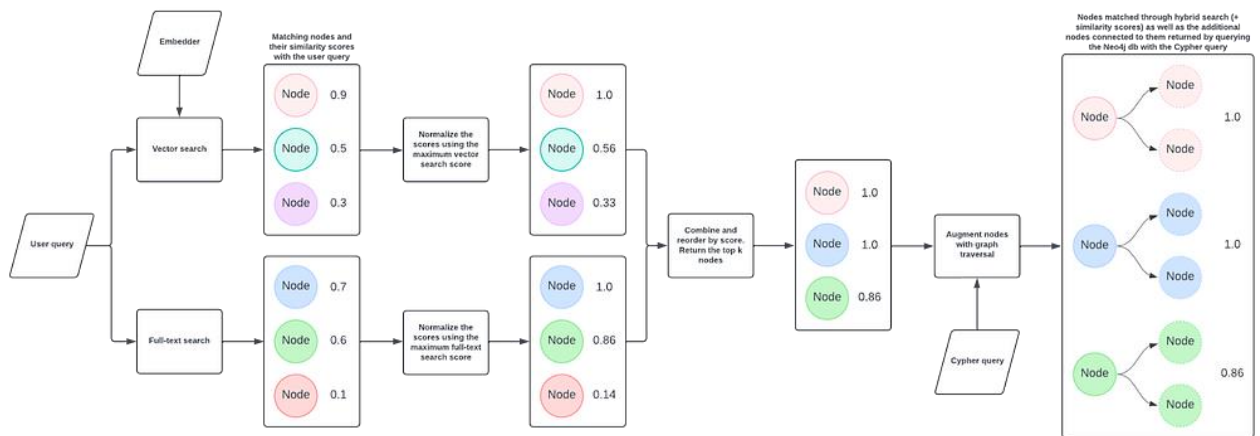 Embedder
Matching nodes and
their similarity scores
with the user query
Node 0.9
Node 0.5
Node 0.3
Vector search
Normalize the
scores using the
maximum vector
search score
Node 1.0
Node 0.56
Node 0.33
User query
Full-text search
Node 0.7
Node 0.6
Node 0.1
Normalize the
scores using the
maximum full-text
search score
Node 1.0
Node 0.86
Node 0.14
Combine and
reorder by score.
Return the top k
nodes
Node 1.0
Node 1.0
Node 0.86
Augment nodes
with graph
traversal
Cypher query
Nodes matched through hybrid search (+
similarity scores) as well as the additional
nodes connected to them returned by querying
the Neo4j db with the Cypher query
Node
Node 1.0
Node
Node
Node 1.0
Node
Node
Node 0.86
Node